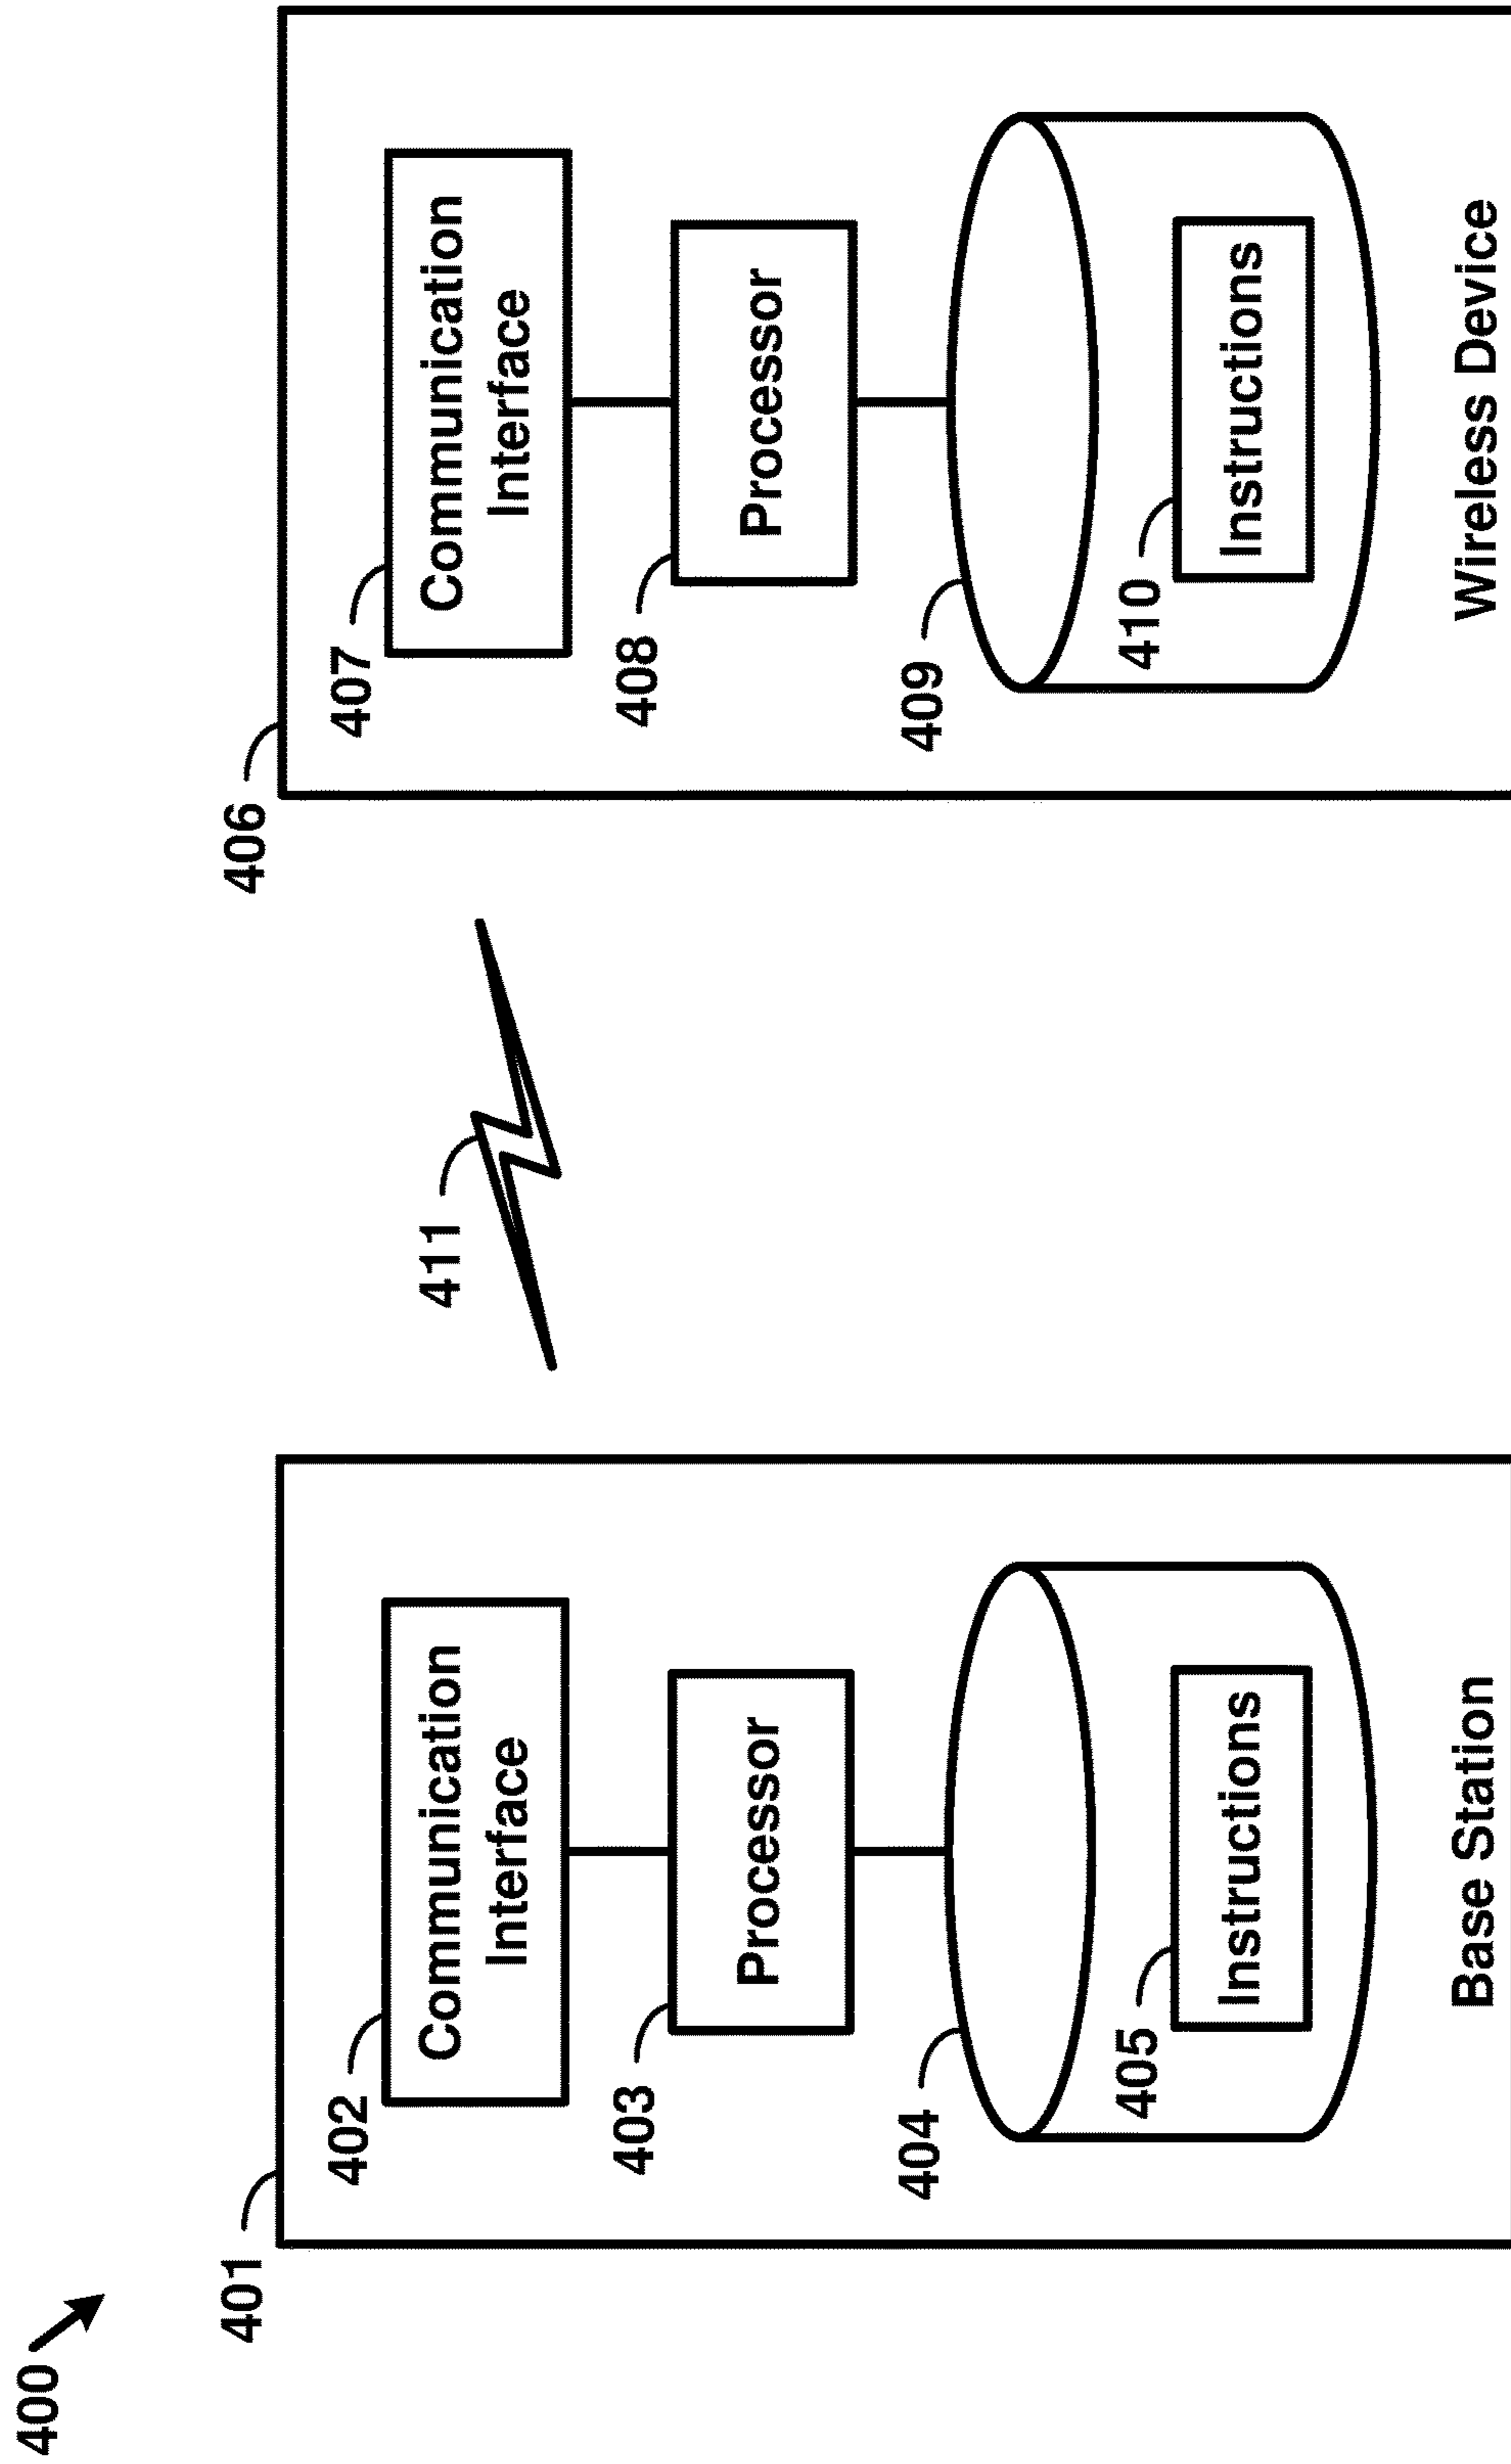 400
401
402
Communication
Interface
403
Processor
404
405
Instructions
Base Station
411
406
407
Communication
Interface
408
Processor
409
410
Instructions
Wireless Device